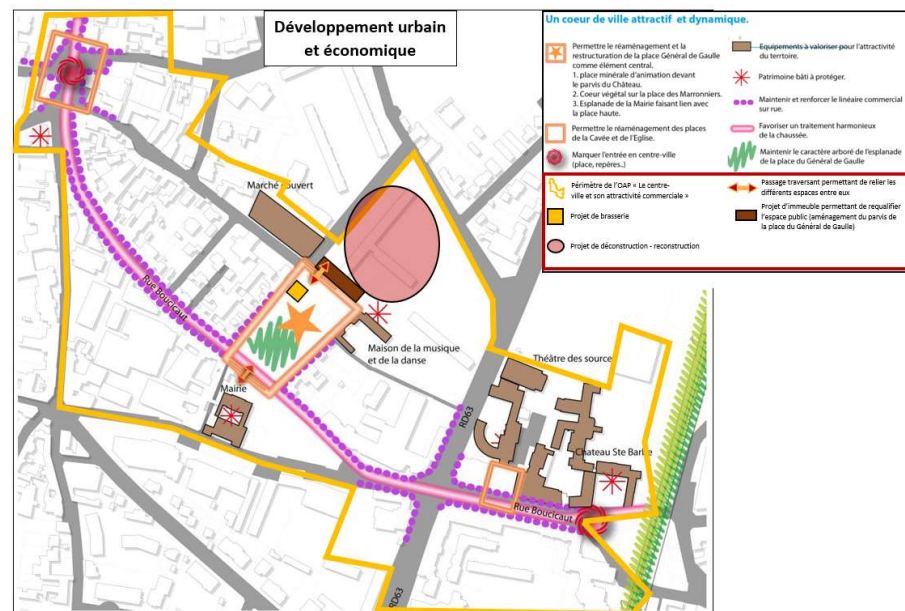 Développement urbain
et économique
Un coeur de ville attractif et dynamique.
Permettre le réaménagement et la
restructuration de la place Général de Gaulle
comme élément central.
1. place minérale d'animation devant
le parvis du Château.
2. Coeur végétal sur la place des Marronniers.
3. Esplanade de la Mairie faisant lien avec
la place haute.
Permettre le réaménagement des places
de la Cavée et de l'Eglise.
Marquer l'entrée en centre-ville
(place, repères..)
Equipements à valoriser pour l'attractivité
du territoire.
Patrimoine bâti à protéger.
Maintenir et renforcer le linéaire commercial
sur rue.
Favoriser un traitement harmonieux
de la chaussée.
Maintenir le caractère arboré de l'esplanade
de la place du Général de Gaulle
Périmètre de l'OAP « Le centre-
ville et son attractivité commerciale »
Projet de brasserie
Projet de déconstruction - reconstruction
Passage traversant permettant de relier les
différents espaces entre eux
Projet d'immeuble permettant de requalifier
l'espace public (aménagement du parvis de
la place du Général de Gaulle)
Marché couvert
Rue Boucicaut
Maison de la musique
et de la danse
Mairie
Théâtre des source
RD63
Chateau Ste Barbe
Rue Boucicaut
RD63